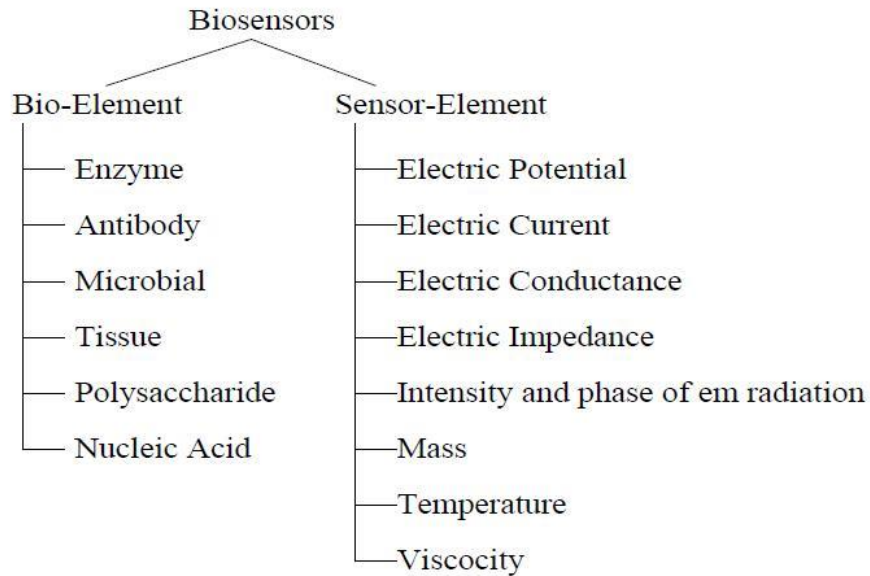 Biosensors
Bio-Element
Enzyme
Antibody
Microbial
Tissue
Polysaccharide
Nucleic Acid
Sensor-Element
Electric Potential
Electric Current
Electric Conductance
Electric Impedance
Intensity and phase of em radiation
Mass
Temperature
Viscocity